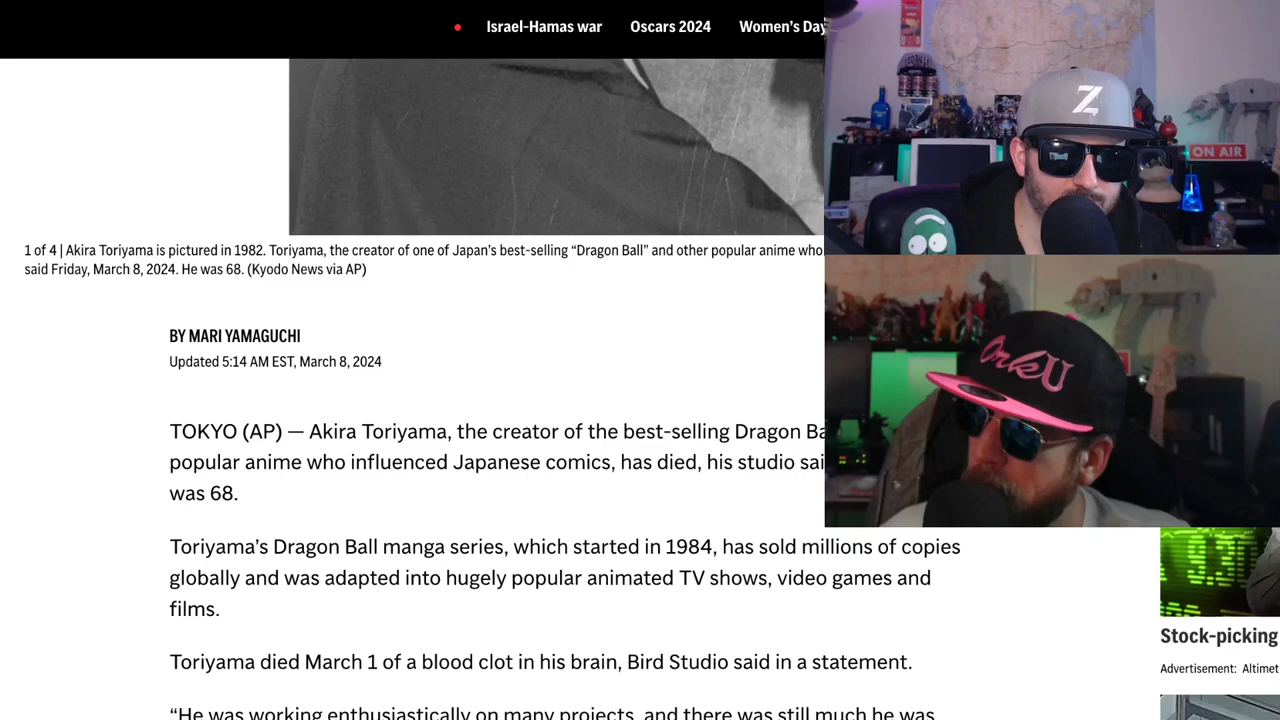 Israel-Hamas war Oscars 2024 Women's Day
1 of 4 | Akira Toriyama is pictured in 1982. Toriyama, the creator of one of Japan's best-selling “Dragon Ball” and other popular anime who
said Friday, March 8, 2024. He was 68. (Kyodo News via AP)
BY MARI YAMAGUCHI
Updated 5:14 AM EST, March 8, 2024
TOKYO (AP) — Akira Toriyama, the creator of the best-selling Dragon
popular anime who influenced Japanese comics, has died, his studio
was 68.
Toriyama’s Dragon Ball manga series, which started in 1984, has sold millions of copies
globally and was adapted into hugely popular animated TV shows, video games and
films.
Toriyama died March 1 of a blood clot in his brain, Bird Studio said in a statement.
“He was working enthusiastically on many projects, and there was still much he was
Z
ON AIR
OrkU
Stock-picking
Advertisement: Altimet